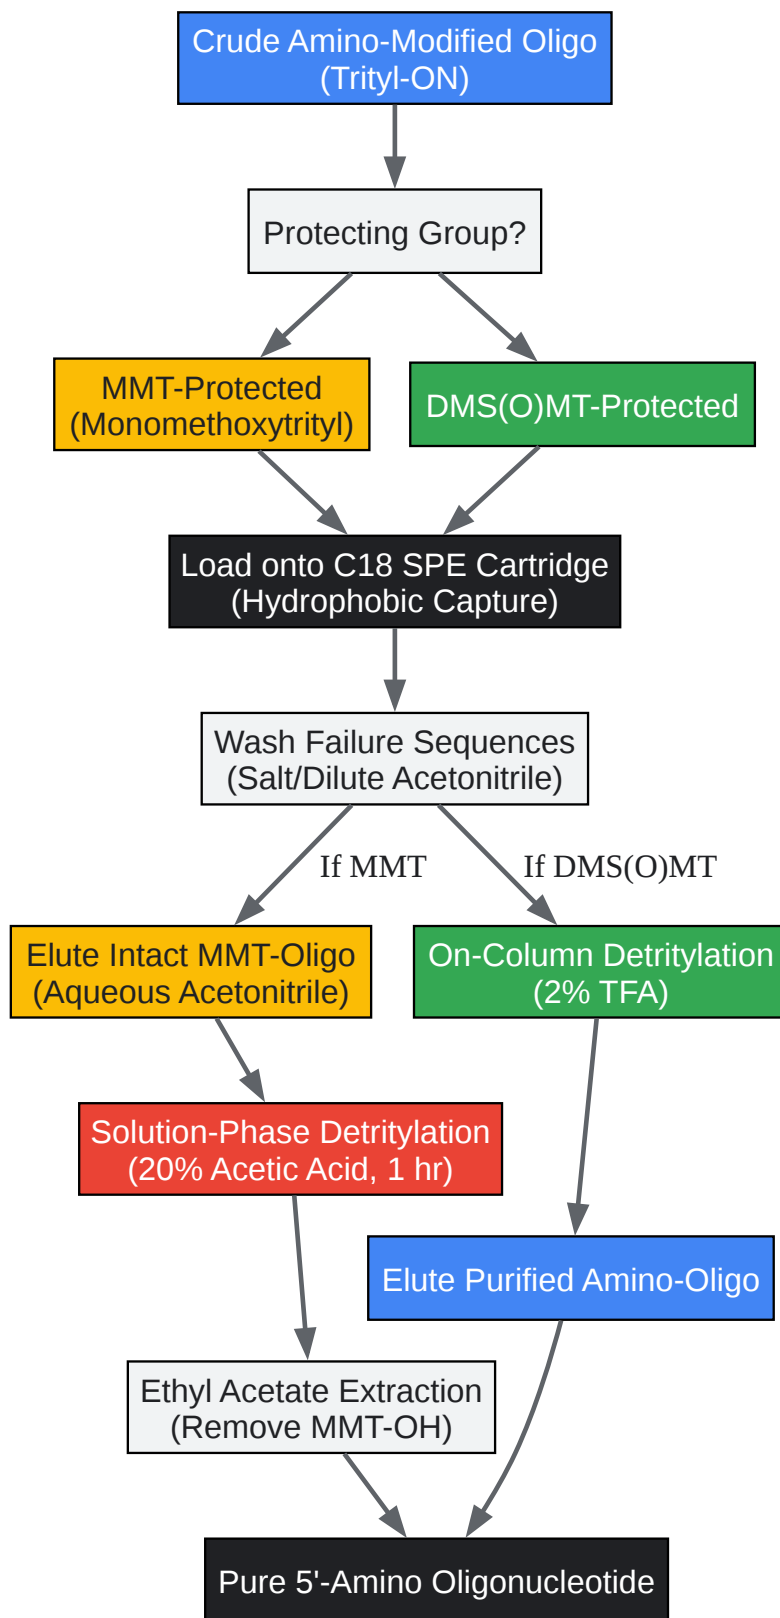 Crude Amino-Modified Oligo
(Trityl-ON)
Protecting Group?
MMT-Protected
(Monomethoxytrityl)
DMS(O)MT-Protected
Load onto C18 SPE Cartridge
(Hydrophobic Capture)
Wash Failure Sequences
(Salt/Dilute Acetonitrile)
If MMT
If DMS(O)MT
Elute Intact MMT-Oligo
(Aqueous Acetonitrile)
On-Column Detritylation
(2% TFA)
Solution-Phase Detritylation
(20% Acetic Acid, 1 hr)
Elute Purified Amino-Oligo
Ethyl Acetate Extraction
(Remove MMT-OH)
Pure 5'-Amino Oligonucleotide